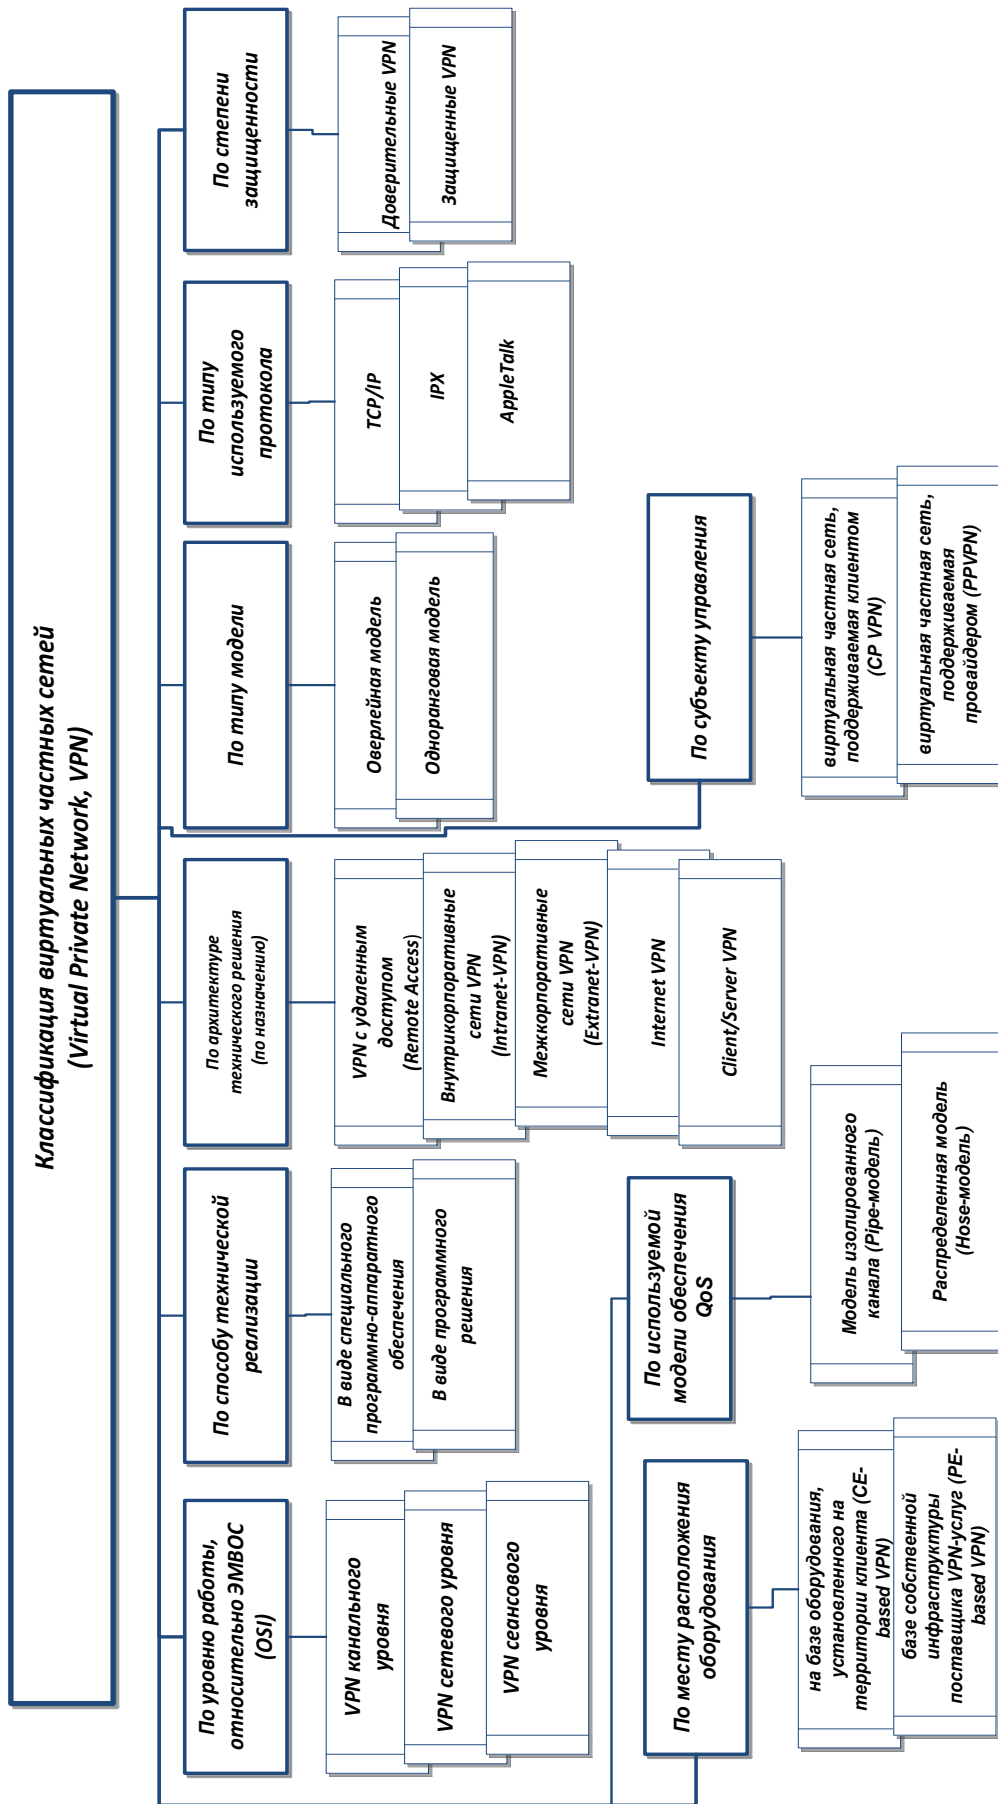 Классификация виртуальных частных сетей
(Virtual Private Network, VPN)
По уровню работы,
относительно ЭМВОС
(OSI)
VPN канального
уровня
VPN сетевого уровня
VPN сеансового
уровня
По способу технической
реализации
В виде специального
программно-аппаратного
обеспечения
В виде программного
решения
По архитектуре
технического решения
(по назначению)
VPN с удаленным
доступом
(Remote Access)
Внутрикорпоративные
сети VPN
(Intranet-VPN)
Межкорпоративные
сети VPN
(Extranet-VPN)
Internet VPN
Client/Server VPN
По типу модели
Оверлейная модель
Одноранговая модель
По типу
используемого
протокола
TCP/IP
IPX
AppleTalk
По степени
защищенности
Доверительные VPN
Защищенные VPN
По месту расположения
оборудования
на базе оборудования,
установленного на
территории клиента (CE-
based VPN)
базе собственной
инфраструктуры
поставщика VPN-услуг (PE-
based VPN)
По используемой
модели обеспечения
QoS
Модель изолированного
канала (Pipe-модель)
Распределенная модель
(Hose-модель)
По субъекту управления
виртуальная частная сеть,
поддерживаемая клиентом
(CP VPN)
виртуальная частная сеть,
поддерживаемая
провайдером (PPVPN)